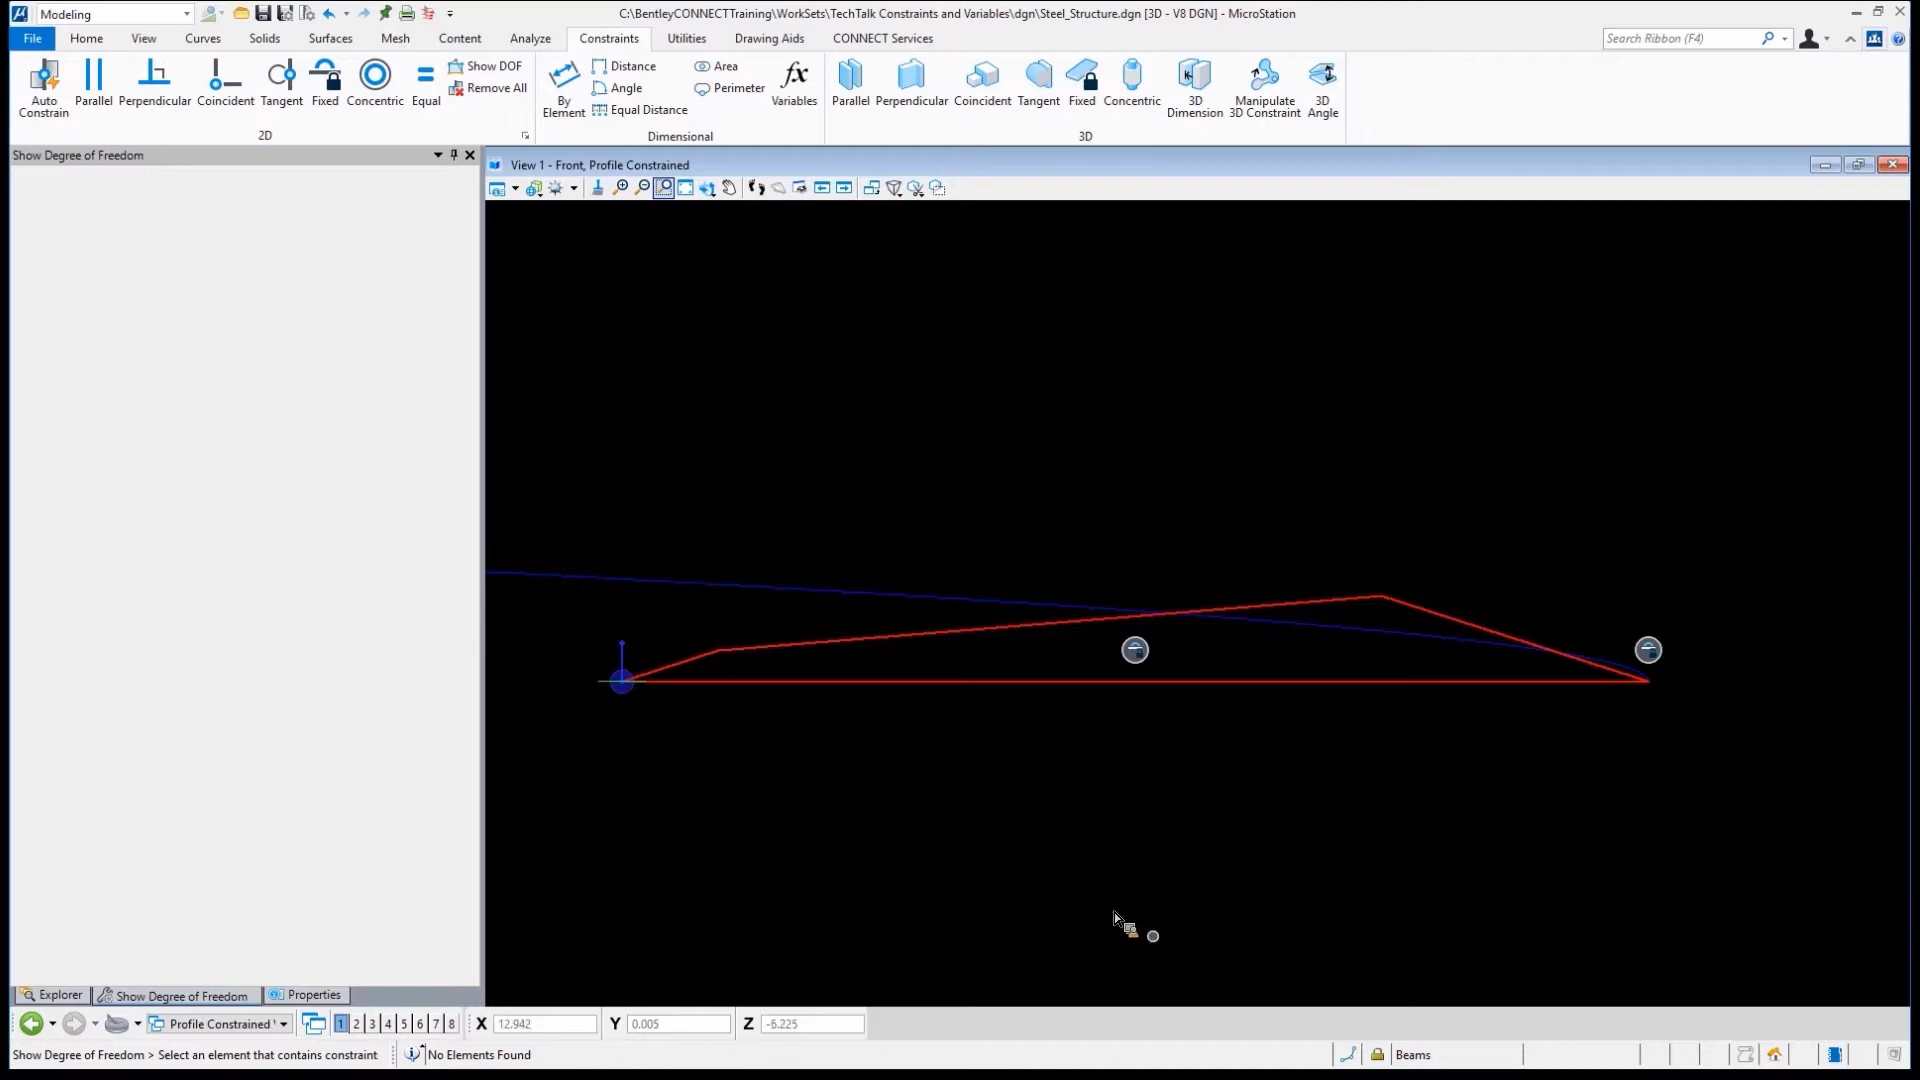 Modeling
C:\BentleyCONNECTTraining\WorkSets\TechTalk Constraints and Variables\dgn\Steel_Structure.dgn [3D - V8 DGN] - MicroStation
File Home View Curves Solids Surfaces Mesh Content Analyze Constraints Utilities Drawing Aids CONNECT Services
Search Ribbon (F4)
Auto Constrain
Parallel
Perpendicular
Coincident
Tangent
Fixed
Concentric
Equal
Show DOF
Remove All
2D
By Element
Distance
Angle
Equal Distance
Area
Perimeter
fx
Variables
Dimensional
Parallel
Perpendicular
Coincident
Tangent
Fixed
Concentric
3D Dimension
Manipulate 3D Constraint
3D Angle
3D
Show Degree of Freedom
View 1 - Front, Profile Constrained
Explorer
Show Degree of Freedom
Properties
Profile Constrained
1 2 3 4 5 6 7 8
X 12.942
Y 0.005
Z -6.225
Show Degree of Freedom > Select an element that contains constraint
No Elements Found
Beams